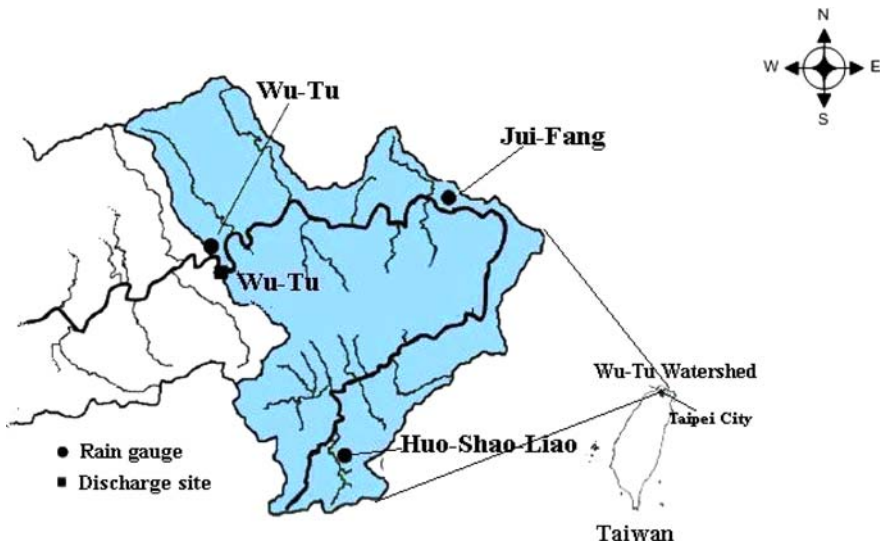 N
W E
S
Wu-Tu
Jui-Fang
Wu-Tu
Wu-Tu Watershed
Taipei City
Huo-Shao-Liao
Rain gauge
Discharge site
Taiwan